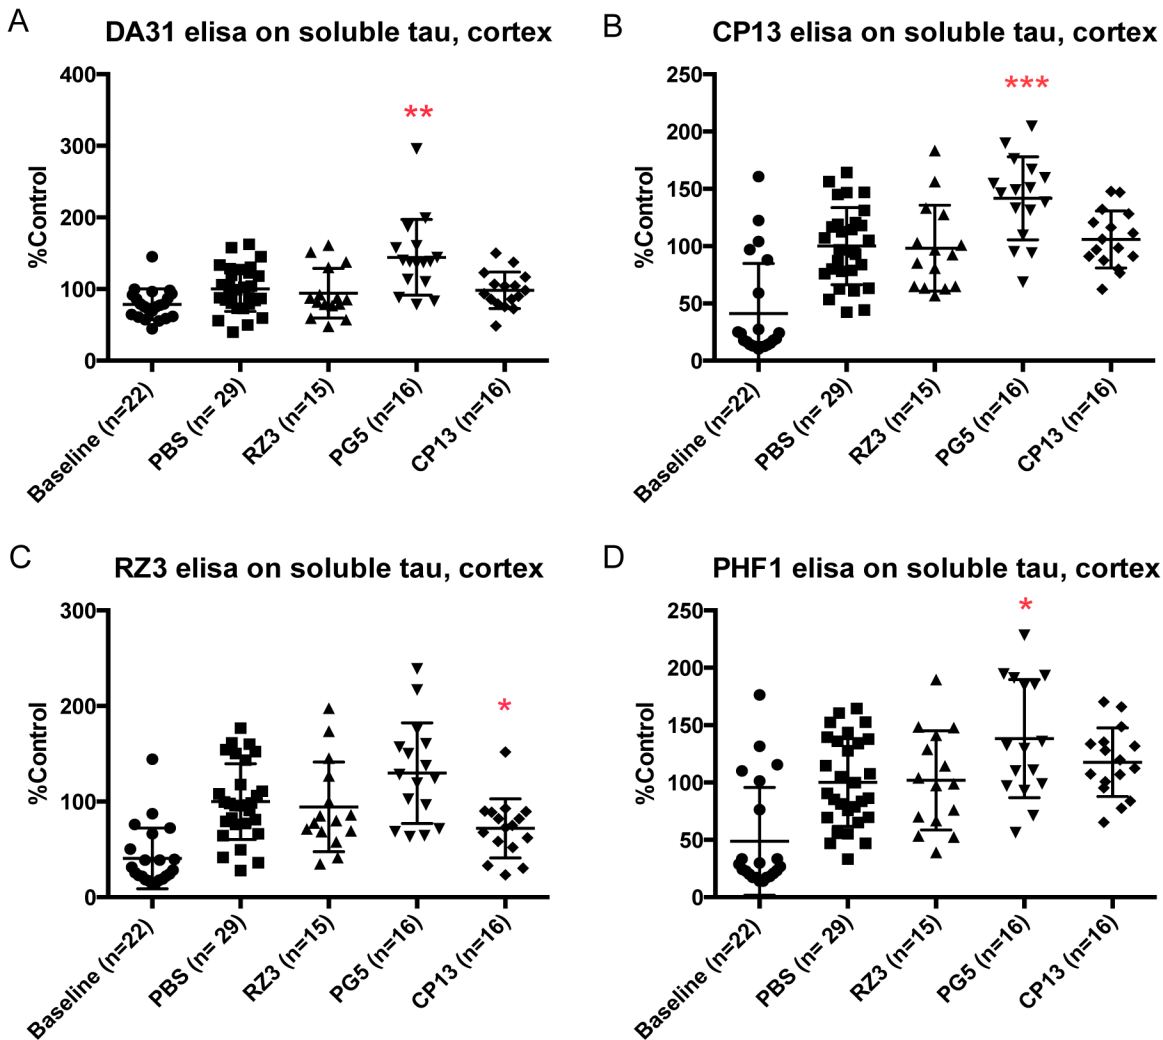 A
DA31 elisa on soluble tau, cortex
400
300
200
100
0
%Control
**
Baseline (n=22)
PBS (n= 29)
RZ3 (n=15)
PG5 (n=16)
CP13 (n=16)
B
CP13 elisa on soluble tau, cortex
250
200
150
100
50
0
%Control
***
Baseline (n=22)
PBS (n= 29)
RZ3 (n=15)
PG5 (n=16)
CP13 (n=16)
C
RZ3 elisa on soluble tau, cortex
300
200
100
0
%Control
*
Baseline (n=22)
PBS (n= 29)
RZ3 (n=15)
PG5 (n=16)
CP13 (n=16)
D
PHF1 elisa on soluble tau, cortex
250
200
150
100
50
0
%Control
*
Baseline (n=22)
PBS (n= 29)
RZ3 (n=15)
PG5 (n=16)
CP13 (n=16)